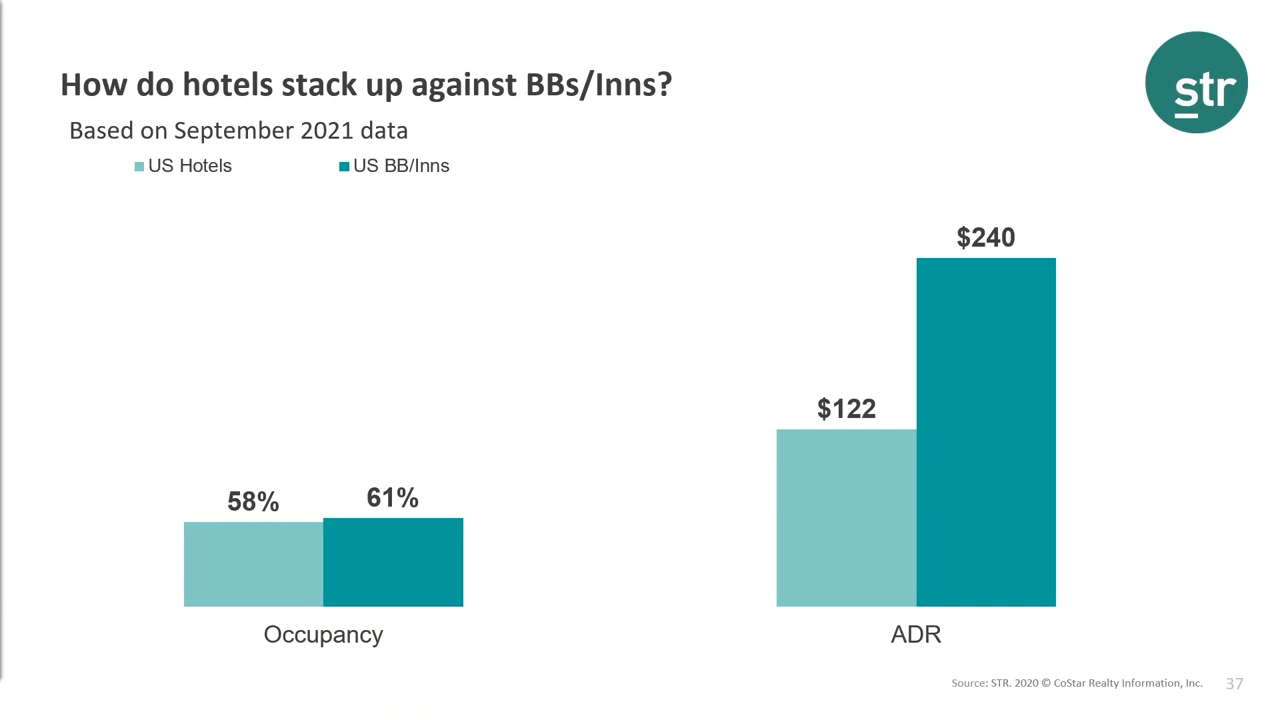 How do hotels stack up against BBs/Inns?
str
Based on September 2021 data
US Hotels US BB/Inns
$240
$122
58% 61%
Occupancy ADR
Source: STR. 2020 © CoStar Realty Information, Inc. 37